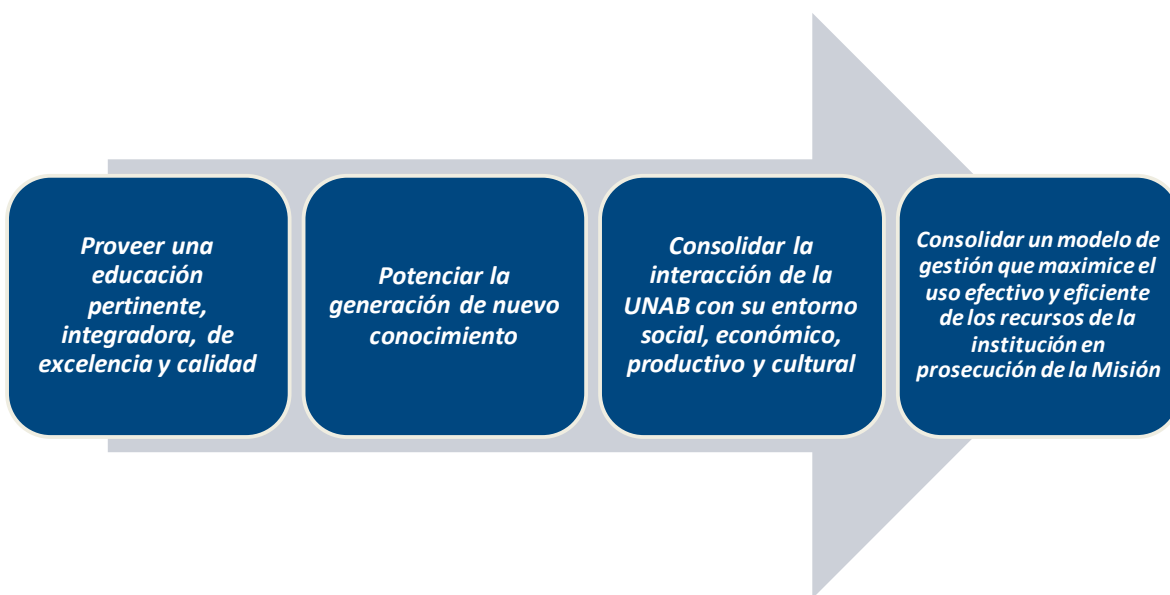 Proveer una
educación
pertinente,
integradora, de
excelencia y calidad
Potenciar la
generación de nuevo
conocimiento
Consolidar la
interacción de la
UNAB con su entorno
social, económico,
productivo y cultural
Consolidar un modelo de
gestión que maximice el
uso efectivo y eficiente
de los recursos de la
institución en
prosecución de la Misión